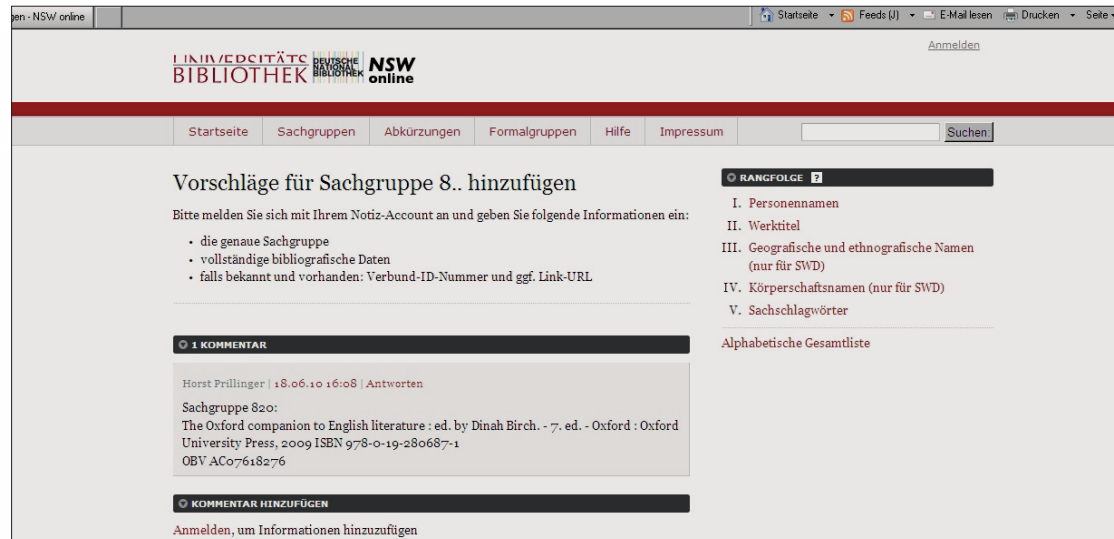 gen - NSW online
Startseite
Feeds (J)
E-Mail lesen
Drucken
Seite
Anmelden
UNIVERSITÄTS
BIBLIOTHEK
DEUTSCHE
NATIONAL
BIBLIOTHEK
NSW
online
Startseite
Sachgruppen
Abkürzungen
Formalgruppen
Hilfe
Impressum
Suchen:
Vorschläge für Sachgruppe 8.. hinzufügen
Bitte melden Sie sich mit Ihrem Notiz-Account an und geben Sie folgende Informationen ein:
• die genaue Sachgruppe
• vollständige bibliografische Daten
• falls bekannt und vorhanden: Verbund-ID-Nummer und ggf. Link-URL
1 KOMMENTAR
Horst Prillinger | 18.06.10 16:08 | Antworten
Sachgruppe 820:
The Oxford companion to English literature : ed. by Dinah Birch. - 7. ed. - Oxford : Oxford
University Press, 2009 ISBN 978-0-19-280687-1
OBV AC07618276
KOMMENTAR HINZUFÜGEN
Anmelden, um Informationen hinzuzufügen
RANGFOLGE ?
I. Personennamen
II. Werktitel
III. Geografische und ethnografische Namen
(nur für SWD)
IV. Körperschaftsnamen (nur für SWD)
V. Sachschlagwörter
Alphabetische Gesamtliste